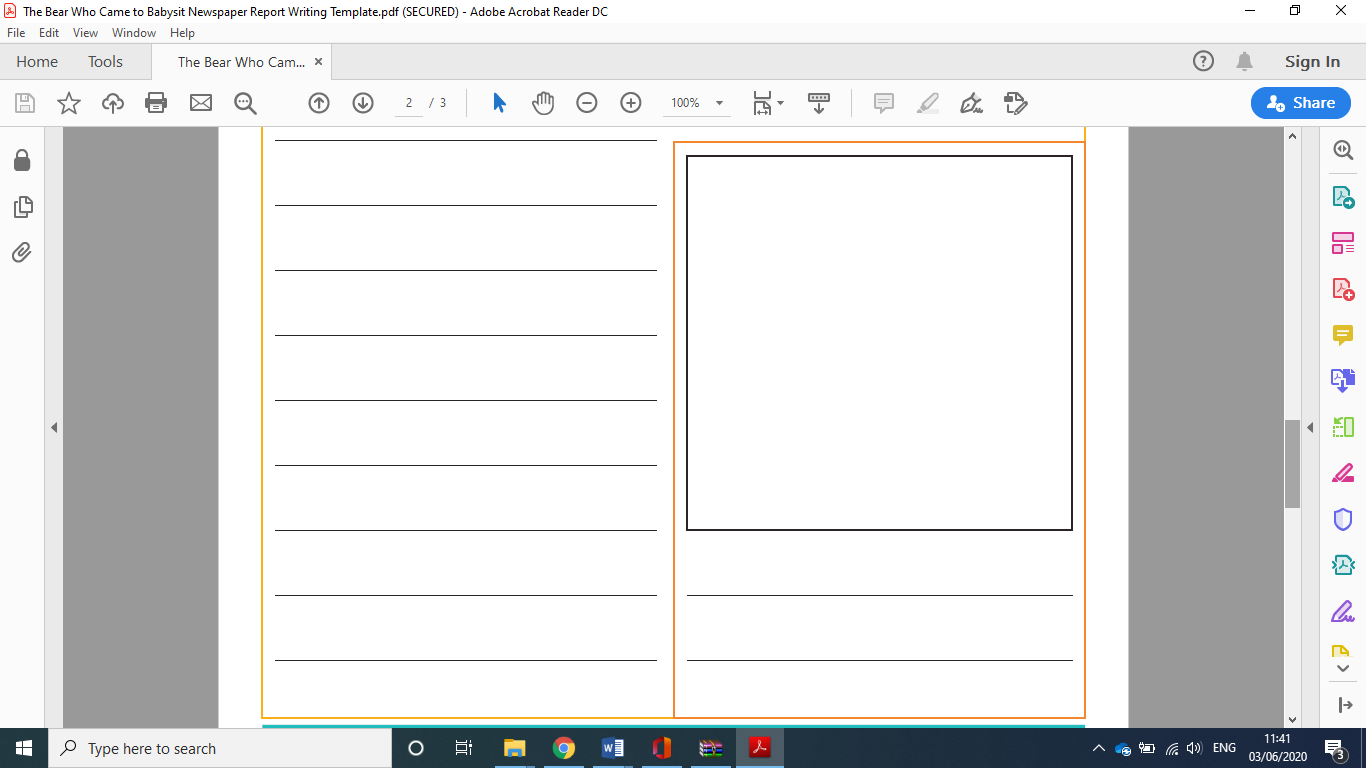 The Bear Who Came to Babysit Newspaper Report Writing Template.pdf (SECURED) - Adobe Acrobat Reader DC
File Edit View Window Help
Home Tools The Bear Who Cam... Sign In
2 / 3 100% Share
Type here to search
ENG
11:41
03/06/2020
3